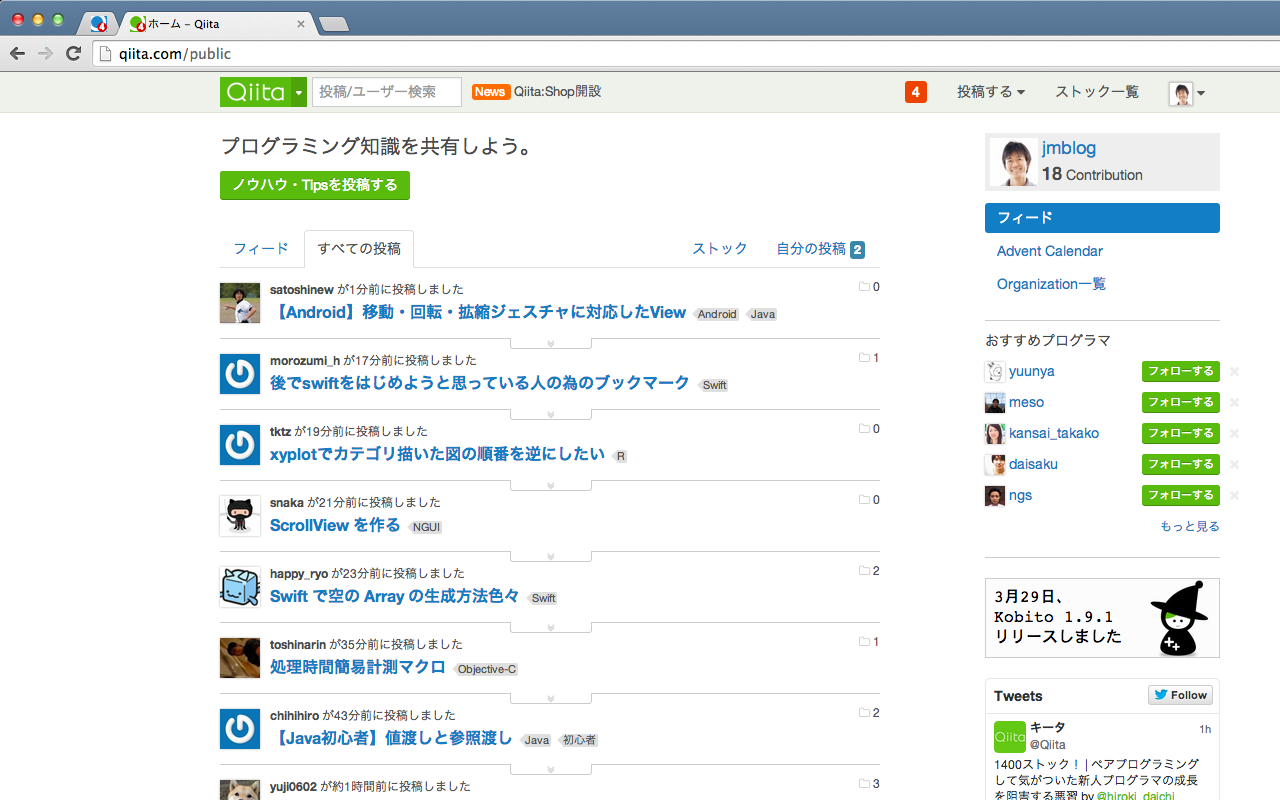 ホーム - Qiita
qiita.com/public
Qiita 投稿/ユーザー検索 News Qiita:Shop開設 4 投稿する ストック一覧
プログラミング知識を共有しよう。
ノウハウ・Tipsを投稿する
フィード すべての投稿 ストック 自分の投稿 2
satoshinew が1分前に投稿しました 0
【Android】移動・回転・拡縮ジェスチャに対応したView Android Java
morozumi_h が17分前に投稿しました 1
後でswiftをはじめようと思っている人の為のブックマーク Swift
tktz が19分前に投稿しました 0
xyplotでカテゴリ描いた図の順番を逆にしたい R
snaka が21分前に投稿しました 0
ScrollView を作る NGUI
happy_ryo が23分前に投稿しました 2
Swift で空の Array の生成方法色々 Swift
toshinarin が35分前に投稿しました 1
処理時間簡易計測マクロ Objective-C
chihihiro が43分前に投稿しました 2
【Java初心者】値渡しと参照渡し Java 初心者
yuji0602 が約1時間前に投稿しました 3
jmblog
18 Contribution
フィード
Advent Calendar
Organization一覧
おすすめプログラマ
yuunya フォローする
meso フォローする
kansai_takako フォローする
daisaku フォローする
ngs フォローする
もっと見る
3月29日、
Kobito 1.9.1
リリースしました
Tweets Follow
Qiita キータ 1h
@Qiita
1400ストック！ | ペアプログラミング
して気がついた新人プログラマの成長
を阻害する悪習 by @hiroki_daichi